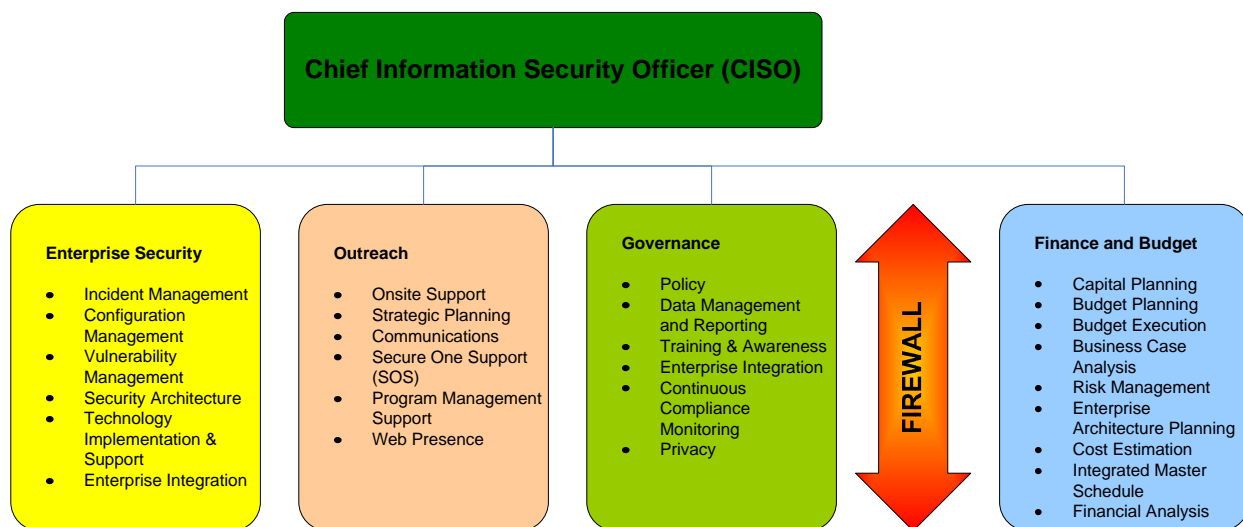 Chief Information Security Officer (CISO)
Enterprise Security
• Incident Management
• Configuration
Management
• Vulnerability
Management
• Security Architecture
• Technology
Implementation &
Support
• Enterprise Integration
Outreach
• Onsite Support
• Strategic Planning
• Communications
• Secure One Support
(SOS)
• Program Management
Support
• Web Presence
Governance
• Policy
• Data Management
and Reporting
• Training & Awareness
• Enterprise Integration
• Continuous
Compliance
Monitoring
• Privacy
FIREWALL
Finance and Budget
• Capital Planning
• Budget Planning
• Budget Execution
• Business Case
Analysis
• Risk Management
• Enterprise
Architecture Planning
• Cost Estimation
• Integrated Master
Schedule
• Financial Analysis